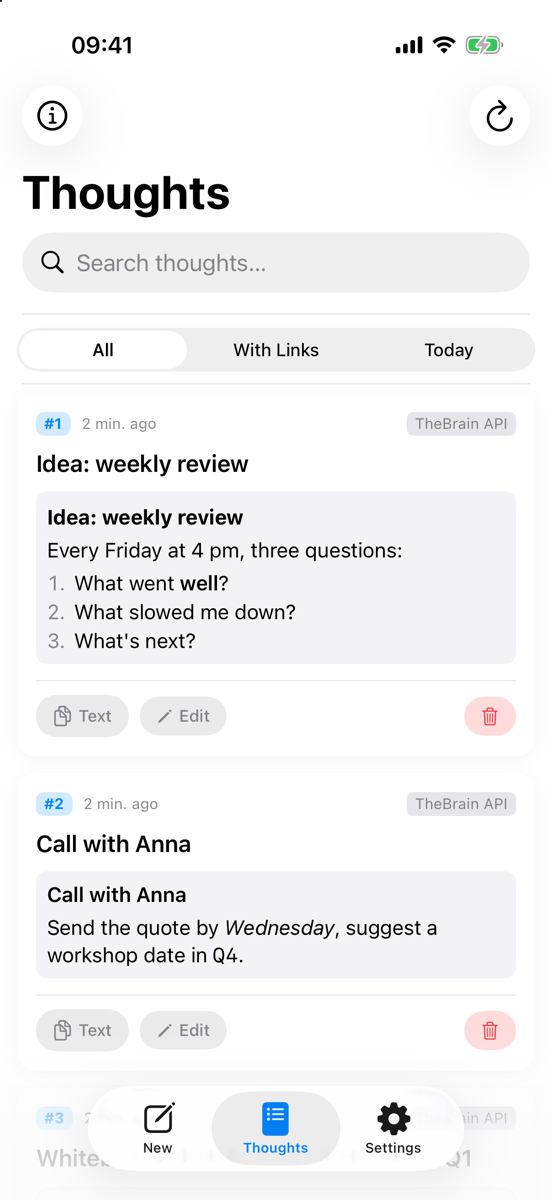 09:41
Thoughts
Search thoughts...
All With Links Today
#1 2 min. ago TheBrain API
Idea: weekly review
Idea: weekly review
Every Friday at 4 pm, three questions:
1. What went well?
2. What slowed me down?
3. What's next?
Text Edit
#2 2 min. ago TheBrain API
Call with Anna
Call with Anna
Send the quote by Wednesday, suggest a
workshop date in Q4.
Text Edit
#3 API
Q1
New Thoughts Settings